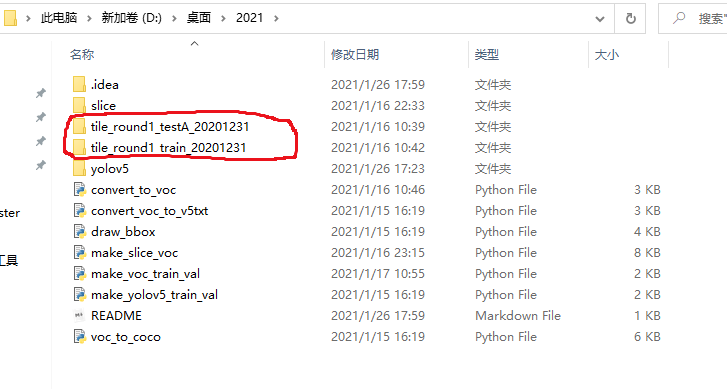 此电脑 > 新加卷 (D:) > 桌面 > 2021 搜索"
名称 修改日期 类型 大小
.idea 2021/1/26 17:59 文件夹
slice 2021/1/16 22:33 文件夹
tile_round1_testA_20201231 2021/1/16 10:39 文件夹
tile_round1_train_20201231 2021/1/16 10:42 文件夹
yolov5 2021/1/26 17:23 文件夹
convert_to_voc 2021/1/16 10:46 Python File 3 KB
convert_voc_to_v5txt 2021/1/15 16:19 Python File 3 KB
ster draw_bbox 2021/1/15 16:19 Python File 4 KB
make_slice_voc 2021/1/16 23:15 Python File 8 KB
工具 make_voc_train_val 2021/1/17 10:55 Python File 2 KB
make_yolov5_train_val 2021/1/15 16:19 Python File 2 KB
README 2021/1/26 17:59 Markdown File 1 KB
voc_to_coco 2021/1/15 16:19 Python File 6 KB